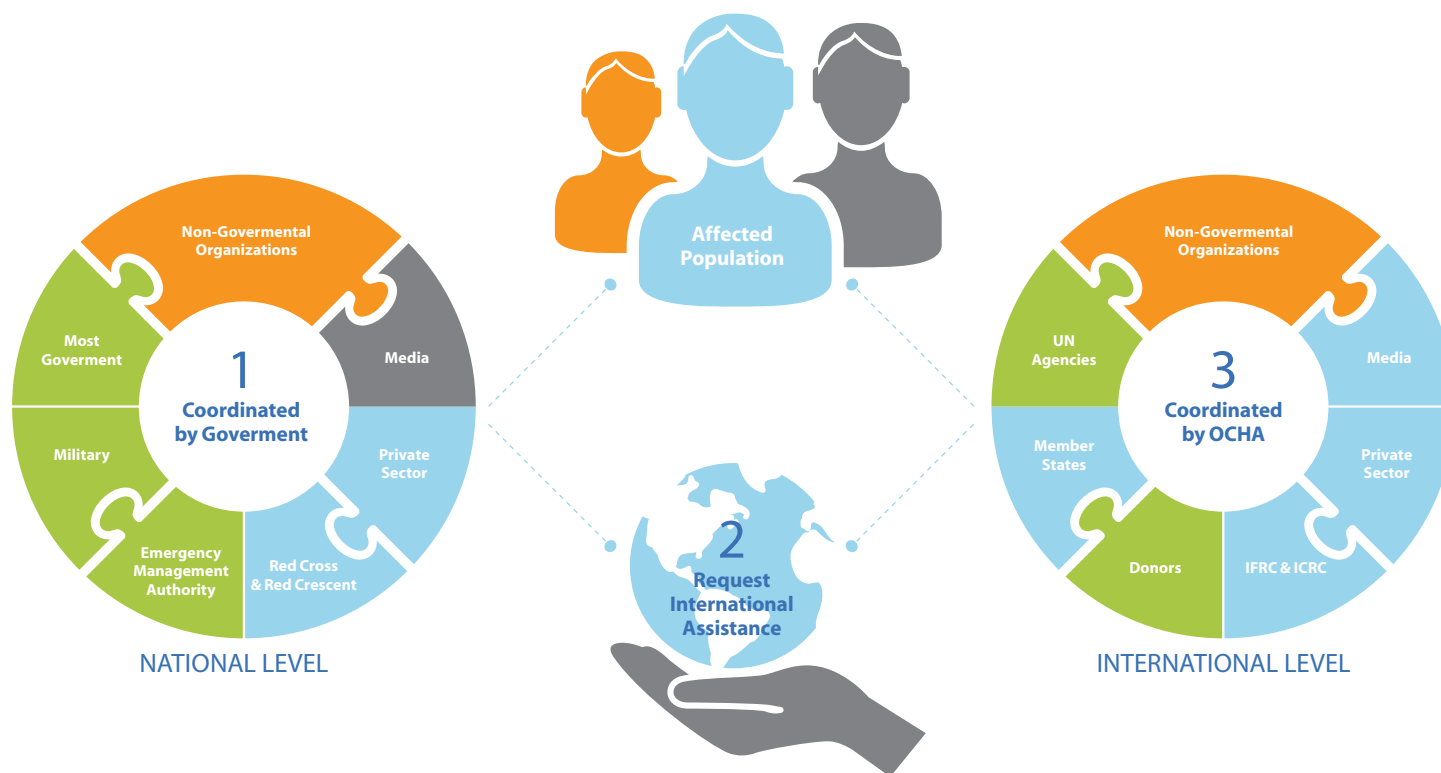 Affected
Population
Non-Govermental
Organizations
Most
Goverment
Media
1
Coordinated
by Goverment
Military
Private
Sector
Emergency
Management
Authority
Red Cross
& Red Crescent
NATIONAL LEVEL
2
Request
International
Assistance
Non-Govermental
Organizations
UN
Agencies
Media
3
Coordinated
by OCHA
Member
States
Private
Sector
Donors
IFRC & ICRC
INTERNATIONAL LEVEL